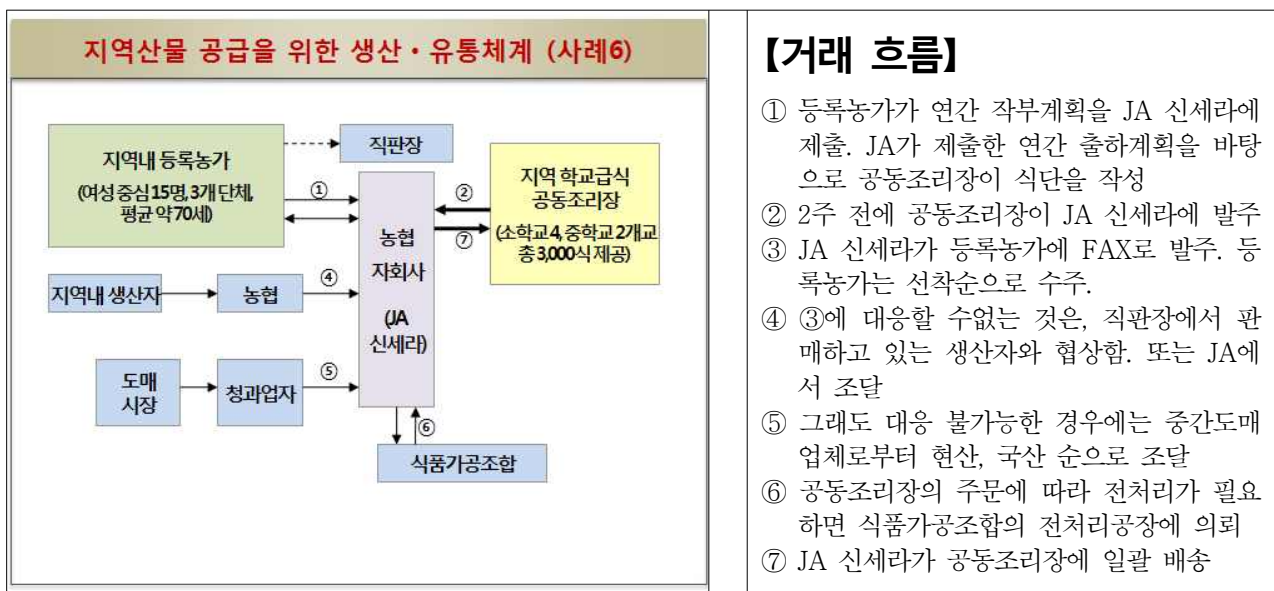 지역산물 공급을 위한 생산・유통체계 (사례6)
지역내 등록농가
(여성 중심 15명, 3개 단체,
평균 약 70세)
직판장
①
②
지역 학교급식
공동조리장
(소학교 4, 중학교 2개교
총 3,000식 제공)
⑦
농협
자회사
(JA
신세라)
지역내 생산자
농협
④
도매
시장
청과업자
⑤
⑥
식품가공조합
【거래 흐름】
① 등록농가가 연간 작부계획을 JA 신세라에
제출. JA가 제출한 연간 출하계획을 바탕
으로 공동조리장이 식단을 작성
② 2주 전에 공동조리장이 JA 신세라에 발주
③ JA 신세라가 등록농가에 FAX로 발주. 등
록농가는 선착순으로 수주.
④ ③에 대응할 수없는 것은, 직판장에서 판
매하고 있는 생산자와 협상함. 또는 JA에
서 조달
⑤ 그래도 대응 불가능한 경우에는 중간도매
업체로부터 현산, 국산 순으로 조달
⑥ 공동조리장의 주문에 따라 전처리가 필요
하면 식품가공조합의 전처리공장에 의뢰
⑦ JA 신세라가 공동조리장에 일괄 배송